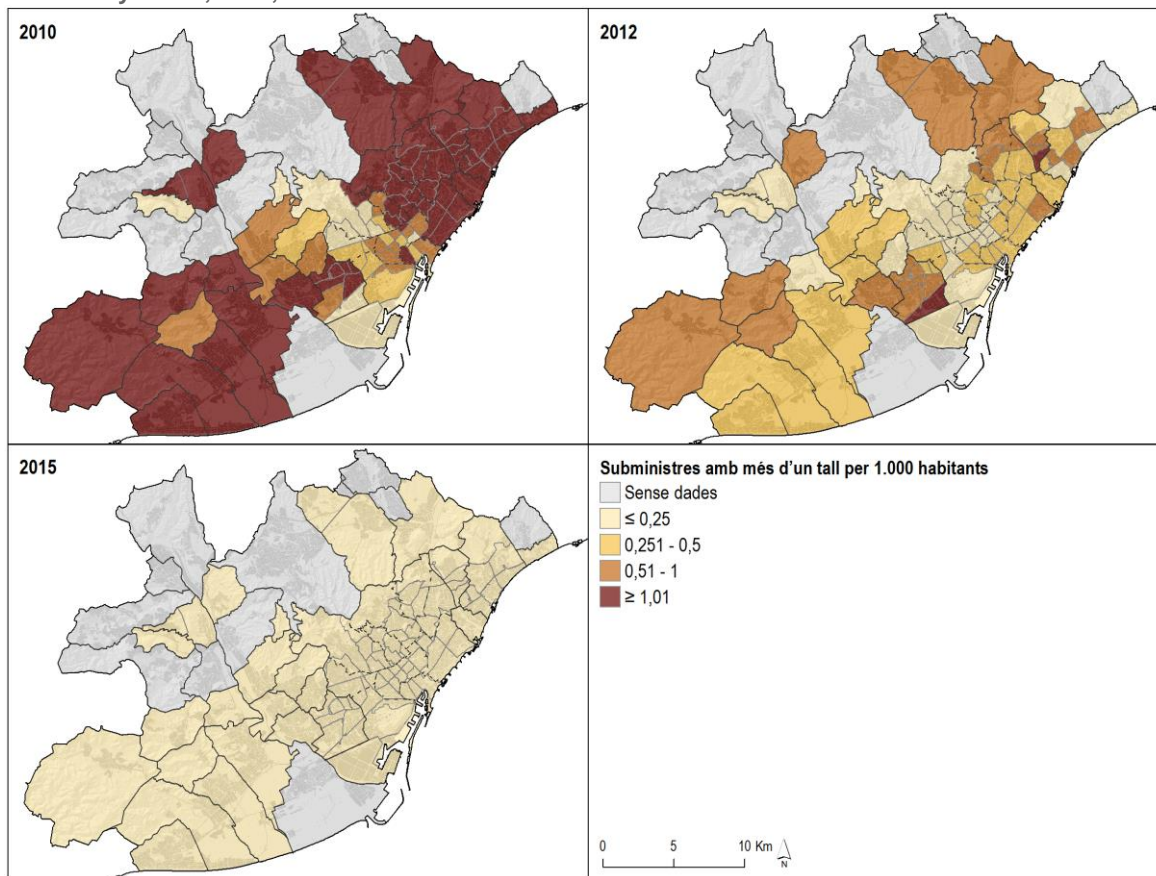 2010
2012
2015
Subministres amb més d'un tall per 1.000 habitants
Sense dades
≤ 0,25
0,251 - 0,5
0,51 - 1
≥ 1,01
0 5 10 Km
N